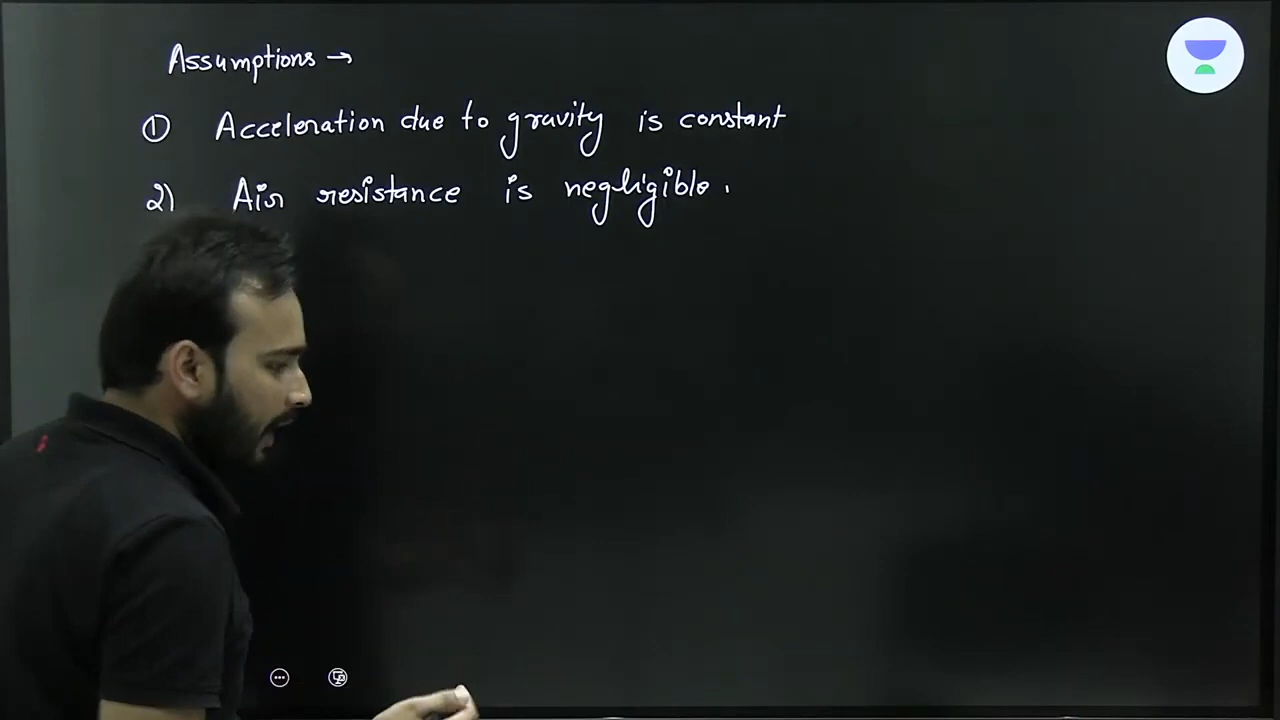 Assumptions →
① Acceleration due to gravity is constant
2) Air resistance is negligible.